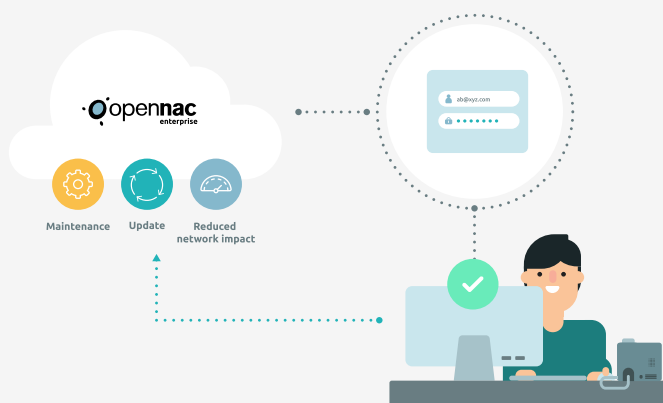 opennac
enterprise
ab@xyz.com
Maintenance
Update
Reduced
network impact